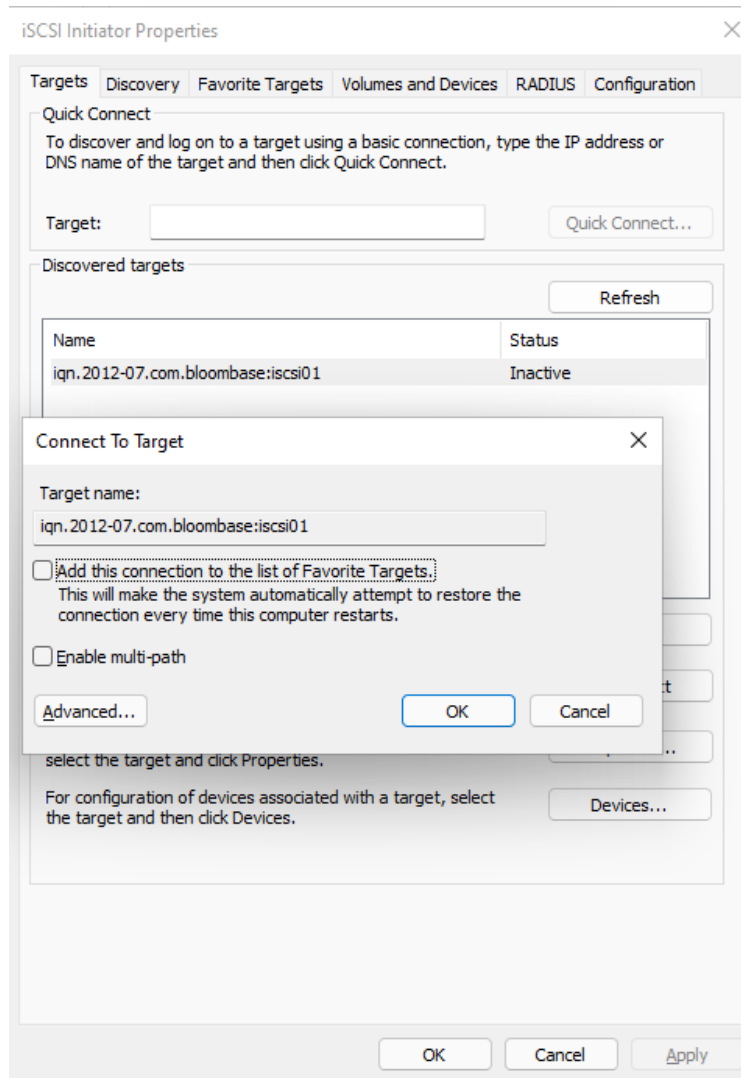 iSCSI Initiator Properties
Targets Discovery Favorite Targets Volumes and Devices RADIUS Configuration
Quick Connect
To discover and log on to a target using a basic connection, type the IP address or
DNS name of the target and then click Quick Connect.
Target:
Quick Connect...
Discovered targets
Refresh
Name Status
iqn.2012-07.com.bloombase:iscsi01 Inactive
Connect To Target
Target name:
iqn.2012-07.com.bloombase:iscsi01
Add this connection to the list of Favorite Targets.
This will make the system automatically attempt to restore the
connection every time this computer restarts.
Enable multi-path
Advanced... OK Cancel
select the target and click Properties.
For configuration of devices associated with a target, select
the target and then click Devices.
Devices...
OK Cancel Apply